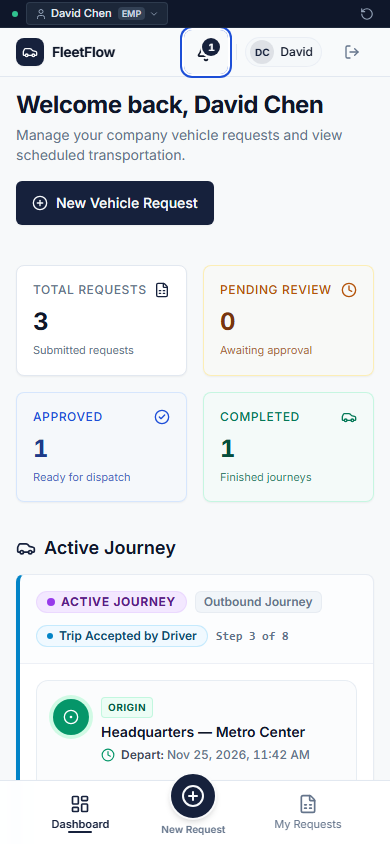 David Chen EMP
FleetFlow
1
DC David
Welcome back, David Chen
Manage your company vehicle requests and view
scheduled transportation.
New Vehicle Request
TOTAL REQUESTS
3
Submitted requests
PENDING REVIEW
0
Awaiting approval
APPROVED
1
Ready for dispatch
COMPLETED
1
Finished journeys
Active Journey
ACTIVE JOURNEY Outbound Journey
Trip Accepted by Driver Step 3 of 8
ORIGIN
Headquarters — Metro Center
Depart: Nov 25, 2026, 11:42 AM
Dashboard
New Request
My Requests